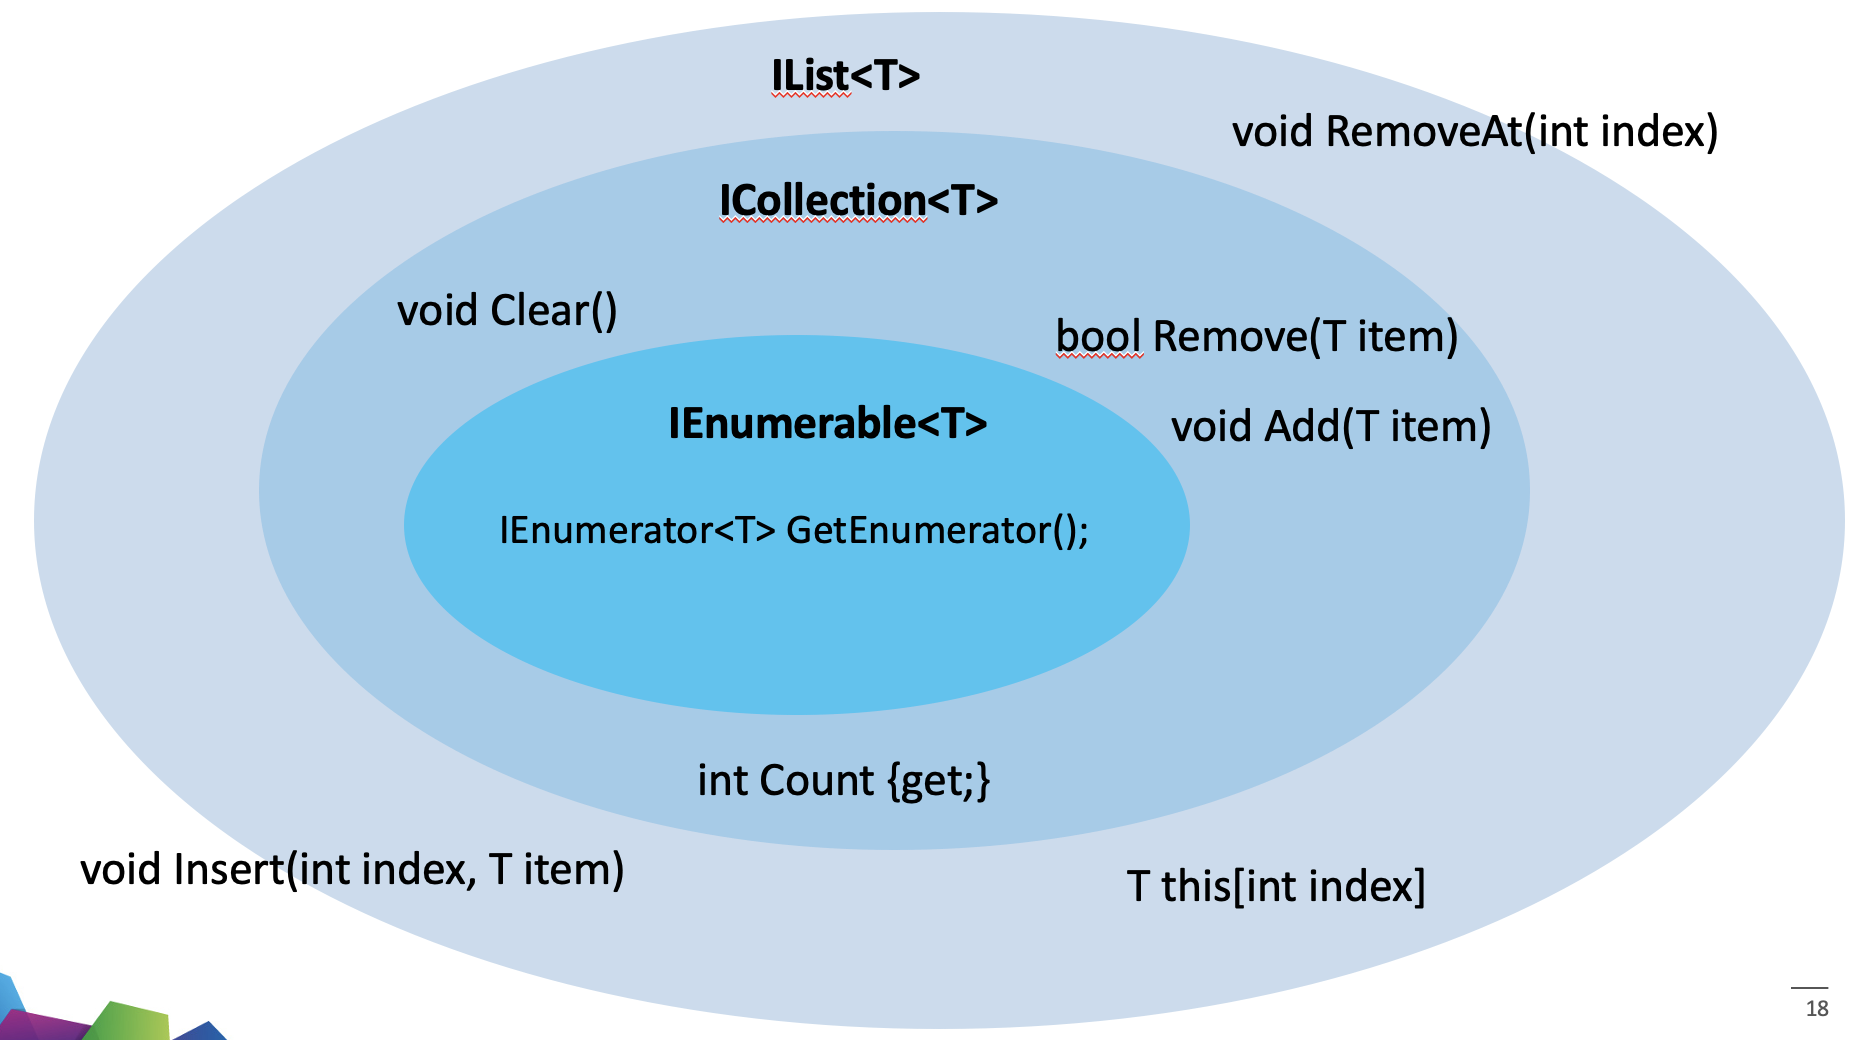 IList<T>
void RemoveAt(int index)
ICollection<T>
void Clear()
bool Remove(T item)
IEnumerable<T>
void Add(T item)
IEnumerator<T> GetEnumerator();
int Count {get;}
void Insert(int index, T item)
T this[int index]
18